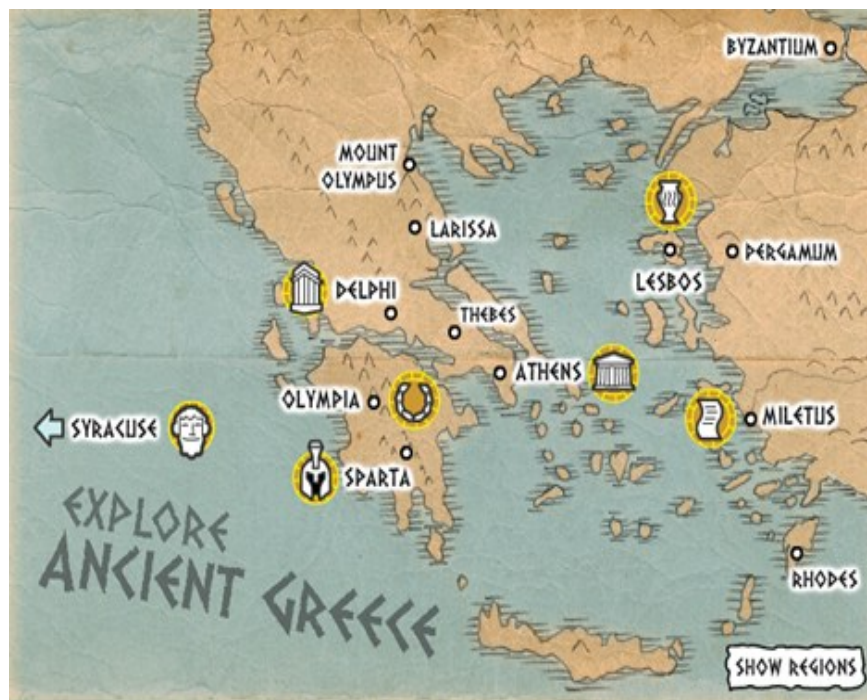 BYZANTIUM
MOUNT
OLYMPUS
LARISSA
PERGAMUM
LESBOS
DELPHI
THEBES
ATHENS
OLYMPIA
MILETUS
SYRACUSE
SPARTA
EXPLORE
ANCIENT GREECE
RHODES
SHOW REGIONS